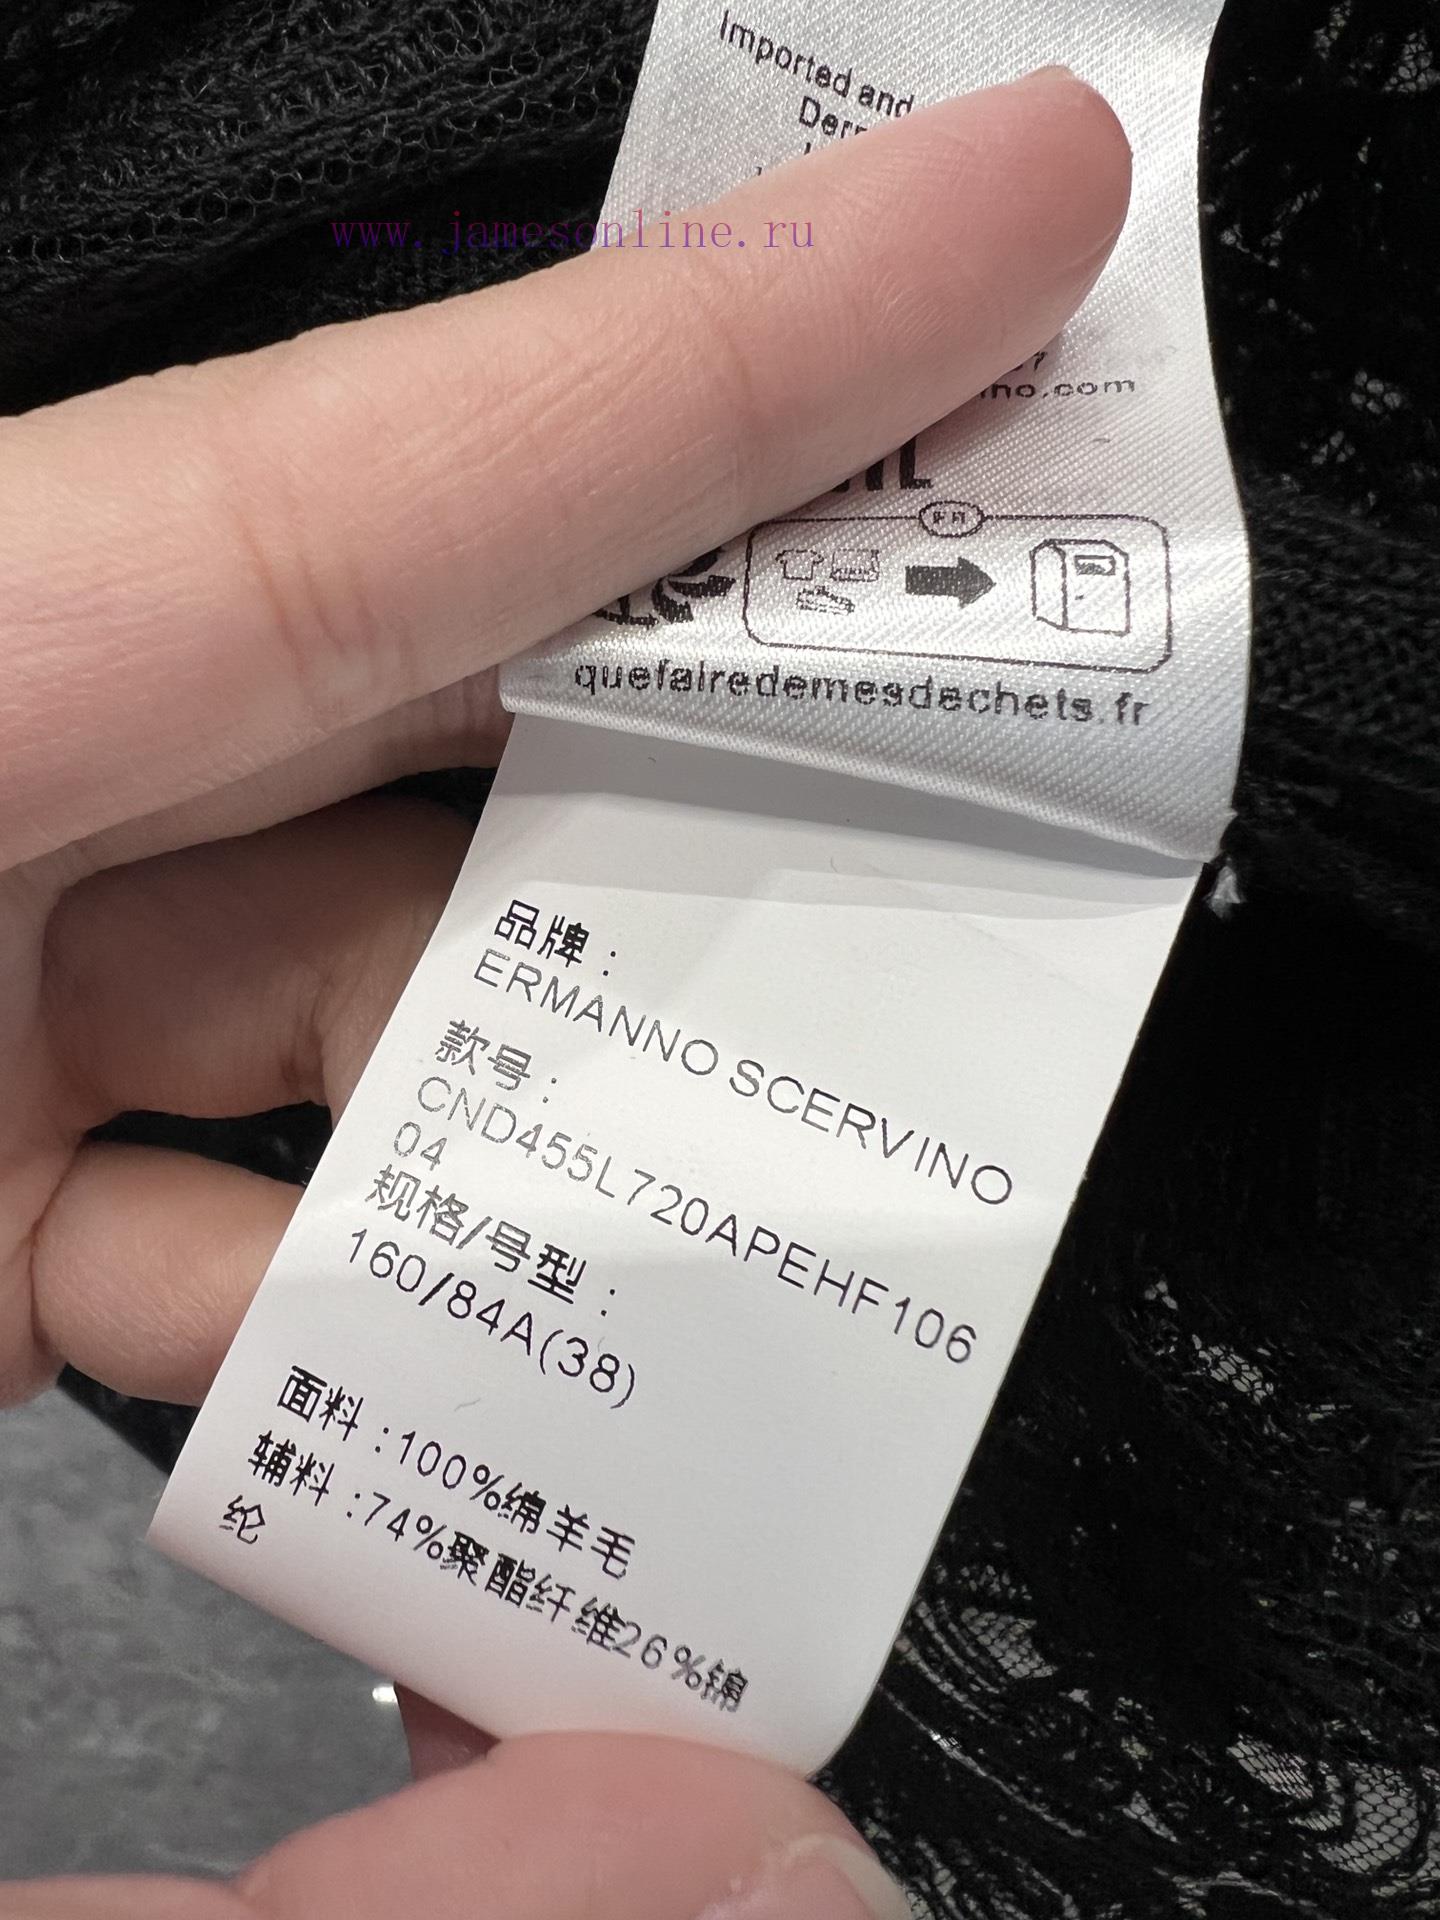 Imported and
www.jamesonline.ru
ino.com
FR
quefairedemesdechets.fr
品牌：
ERMANNO SCERVINO
款号：
CND455L720APEHF106
04
规格/号型：
160/84A(38)
面料：100%绵羊毛
辅料：74%聚酯纤维26%锦
纶